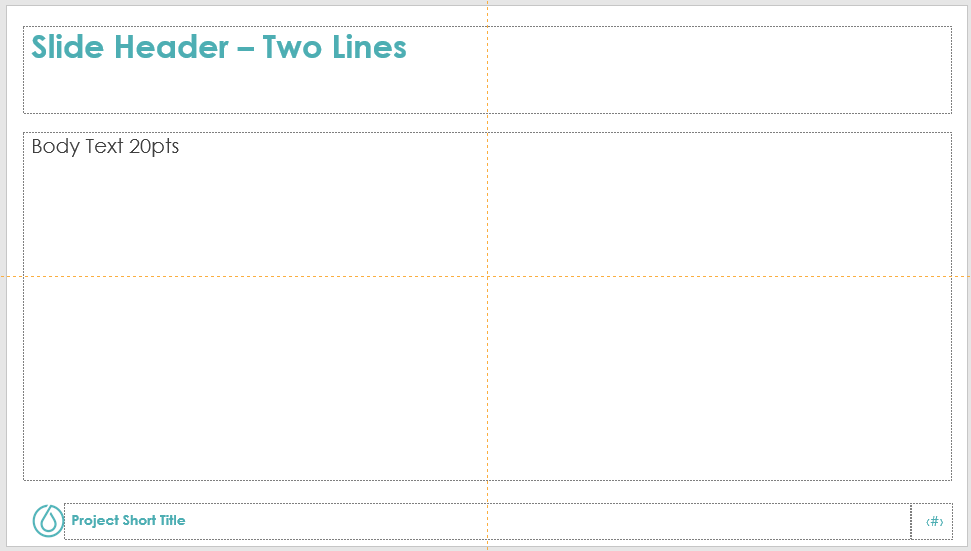 Slide Header – Two Lines
Body Text 20pts
Project Short Title
‹#›